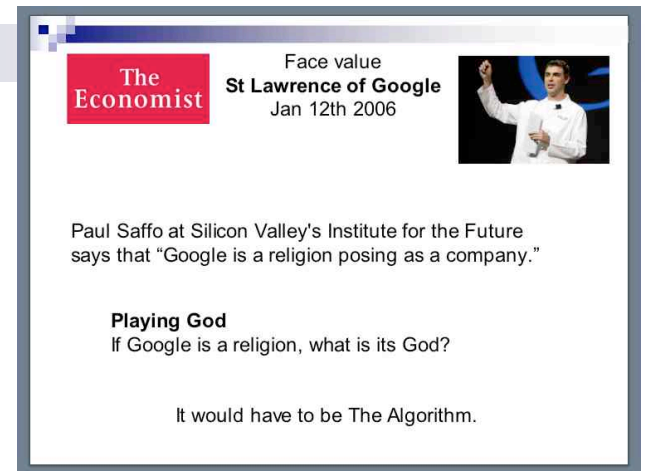 The
Economist
Face value
St Lawrence of Google
Jan 12th 2006
Paul Saffo at Silicon Valley's Institute for the Future
says that “Google is a religion posing as a company.”
Playing God
If Google is a religion, what is its God?
It would have to be The Algorithm.